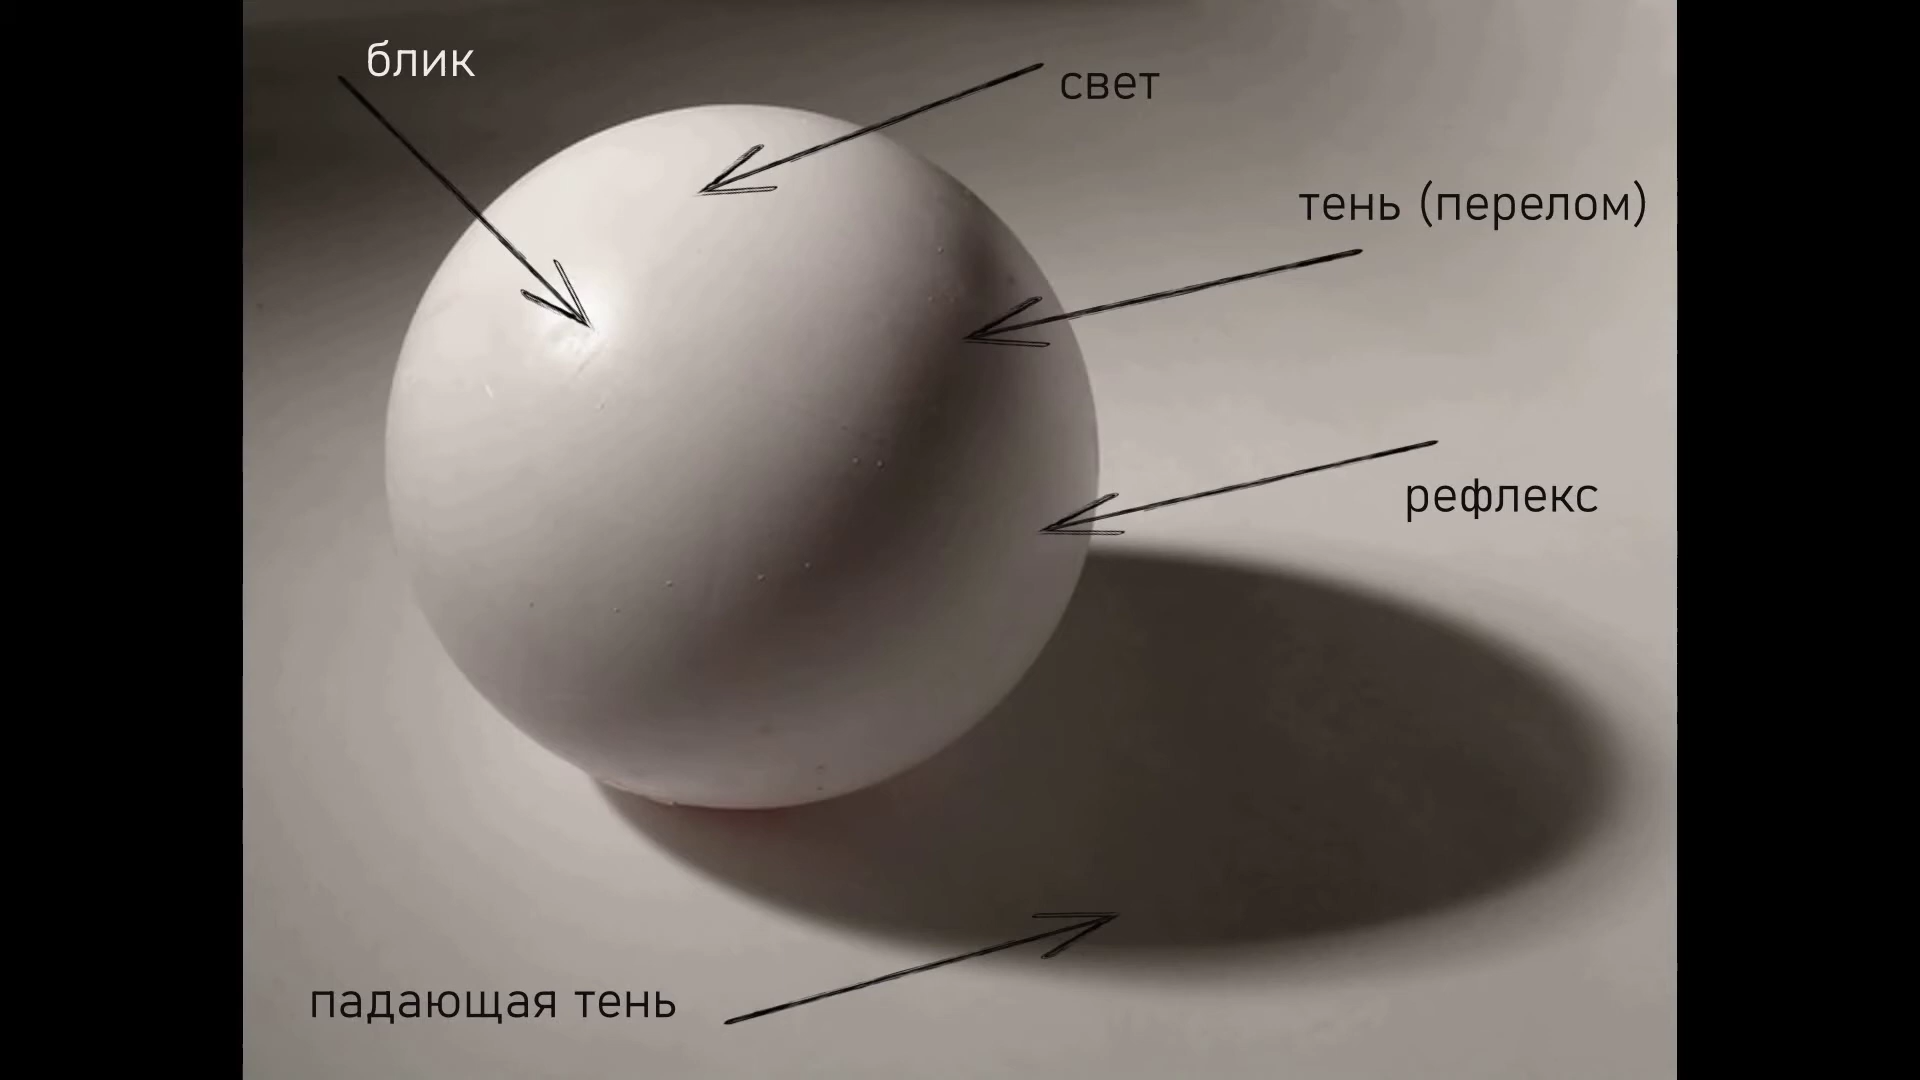 блик
свет
тень (перелом)
рефлекс
падающая тень